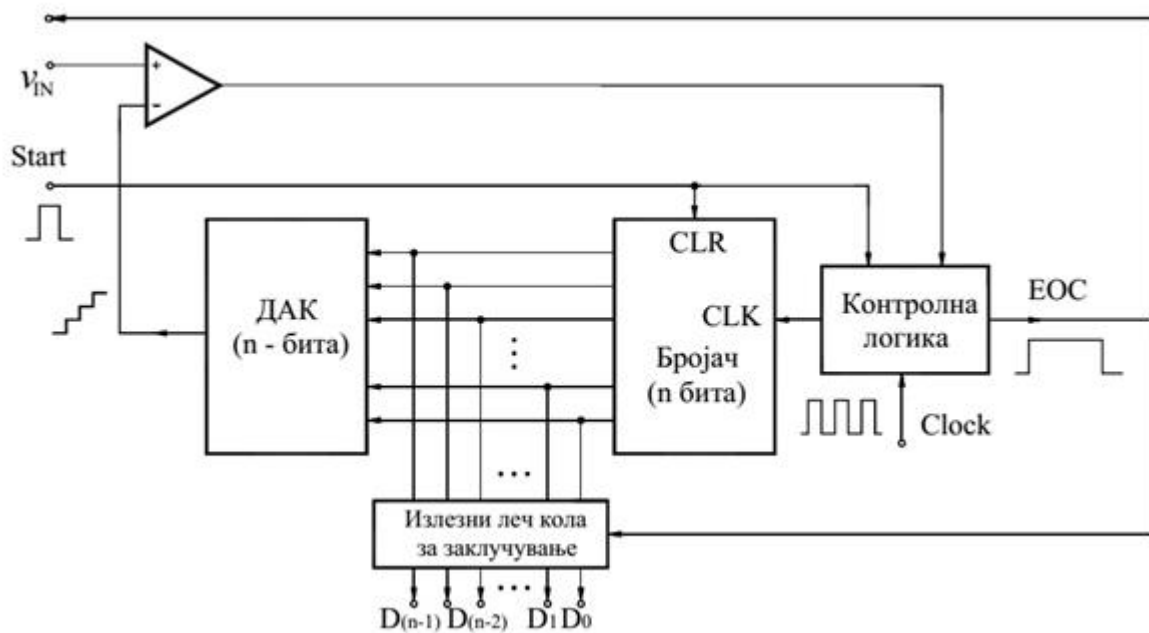 +
vIN
−
Start
CLR
ДАК
(n - бита)
CLK
Бројач
(n бита)
Контролна
логика
EOC
Clock
Излезни леч кола
за заклучување
D(n-1) D(n-2) D1 D0